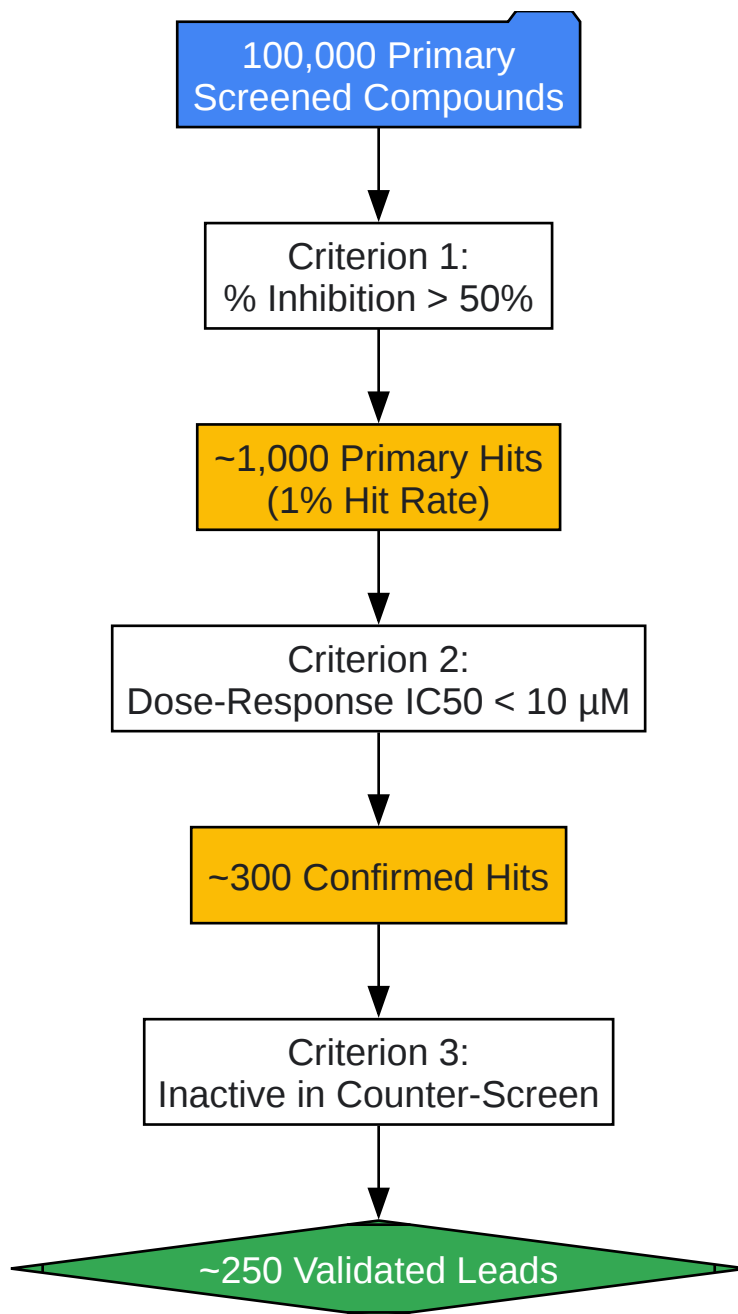 100,000 Primary
Screened Compounds
Criterion 1:
% Inhibition > 50%
~1,000 Primary Hits
(1% Hit Rate)
Criterion 2:
Dose-Response IC50 < 10 µM
~300 Confirmed Hits
Criterion 3:
Inactive in Counter-Screen
~250 Validated Leads